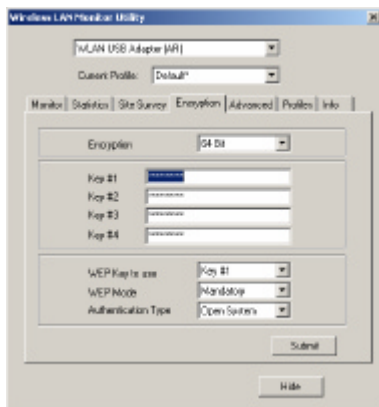 Wireless LAN Monitor Utility
WLAN USB Adapter (AR)
Current Profile: Default*
Monitor Statistics Site Survey Encryption Advanced Profiles Info
Encryption 64 Bit
Key #1 **********
Key #2 **********
Key #3 **********
Key #4 **********
WEP Key to use Key #1
WEP Mode Mandatory
Authentication Type Open System
Submit
Hide